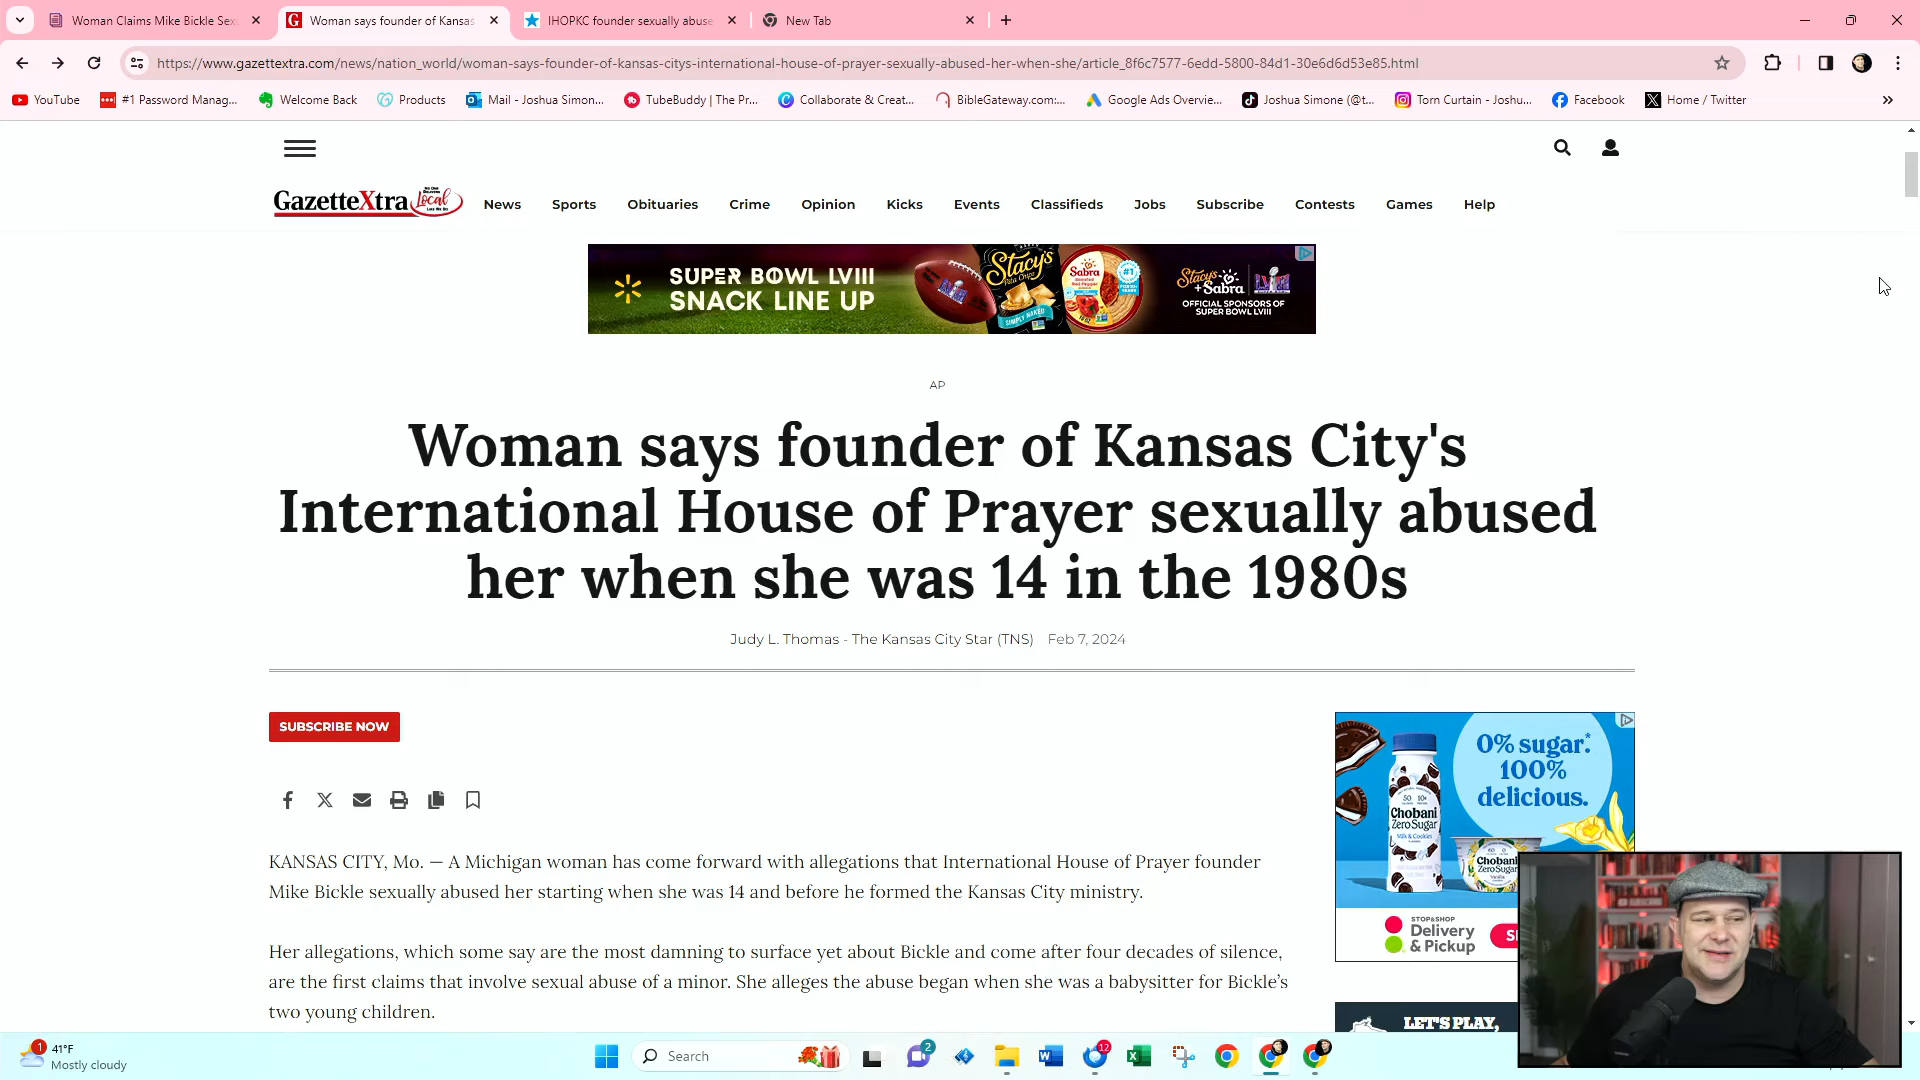 Woman Claims Mike Bickle Sex
Woman says founder of Kansas
IHOPKC founder sexually abuse
New Tab
https://www.gazettextra.com/news/nation_world/woman-says-founder-of-kansas-citys-international-house-of-prayer-sexually-abused-her-when-she/article_8f6c7577-6edd-5800-84d1-30e6d6d53e85.html
YouTube
#1 Password Manag...
Welcome Back
Products
Mail - Joshua Simon...
TubeBuddy | The Pr...
Collaborate & Creat...
BibleGateway.com:...
Google Ads Overvie...
Joshua Simone (@t...
Torn Curtain - Joshu...
Facebook
Home / Twitter
GazetteXtra
Local
News
Sports
Obituaries
Crime
Opinion
Kicks
Events
Classifieds
Jobs
Subscribe
Contests
Games
Help
SUPER BOWL LVIII
SNACK LINE UP
Stacy's
SIMPLY NAKED
Sabra
#1
Stacy's
+Sabra
OFFICIAL SPONSORS OF
SUPER BOWL LVIII
AP
Woman says founder of Kansas City's
International House of Prayer sexually abused
her when she was 14 in the 1980s
Judy L. Thomas - The Kansas City Star (TNS) Feb 7, 2024
SUBSCRIBE NOW
KANSAS CITY, Mo. — A Michigan woman has come forward with allegations that International House of Prayer founder
Mike Bickle sexually abused her starting when she was 14 and before he formed the Kansas City ministry.
Her allegations, which some say are the most damning to surface yet about Bickle and come after four decades of silence,
are the first claims that involve sexual abuse of a minor. She alleges the abuse began when she was a babysitter for Bickle's
two young children.
0% sugar.*
100%
delicious.
Chobani
Zero Sugar
Milk & Cookies
Chobani
Zero Sugar
Vanilla
STOP&SHOP
Delivery
& Pickup
LET'S PLAY,
1
41°F
Mostly cloudy
Search
2
12